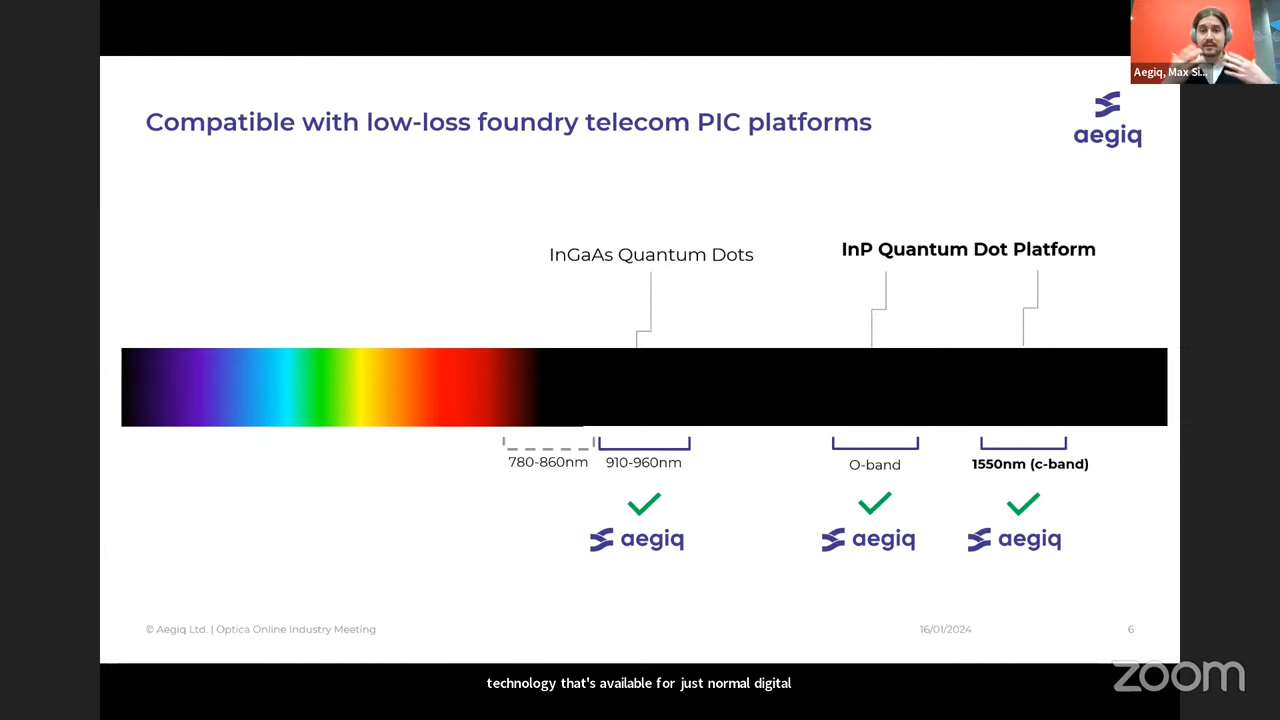 Aegiq, Max Si...
Compatible with low-loss foundry telecom PIC platforms
aegiq
InGaAs Quantum Dots
InP Quantum Dot Platform
780-860nm
910-960nm
O-band
1550nm (c-band)
aegiq
aegiq
aegiq
© Aegiq Ltd. | Optica Online Industry Meeting
16/01/2024
6
technology that's available for just normal digital
zoom